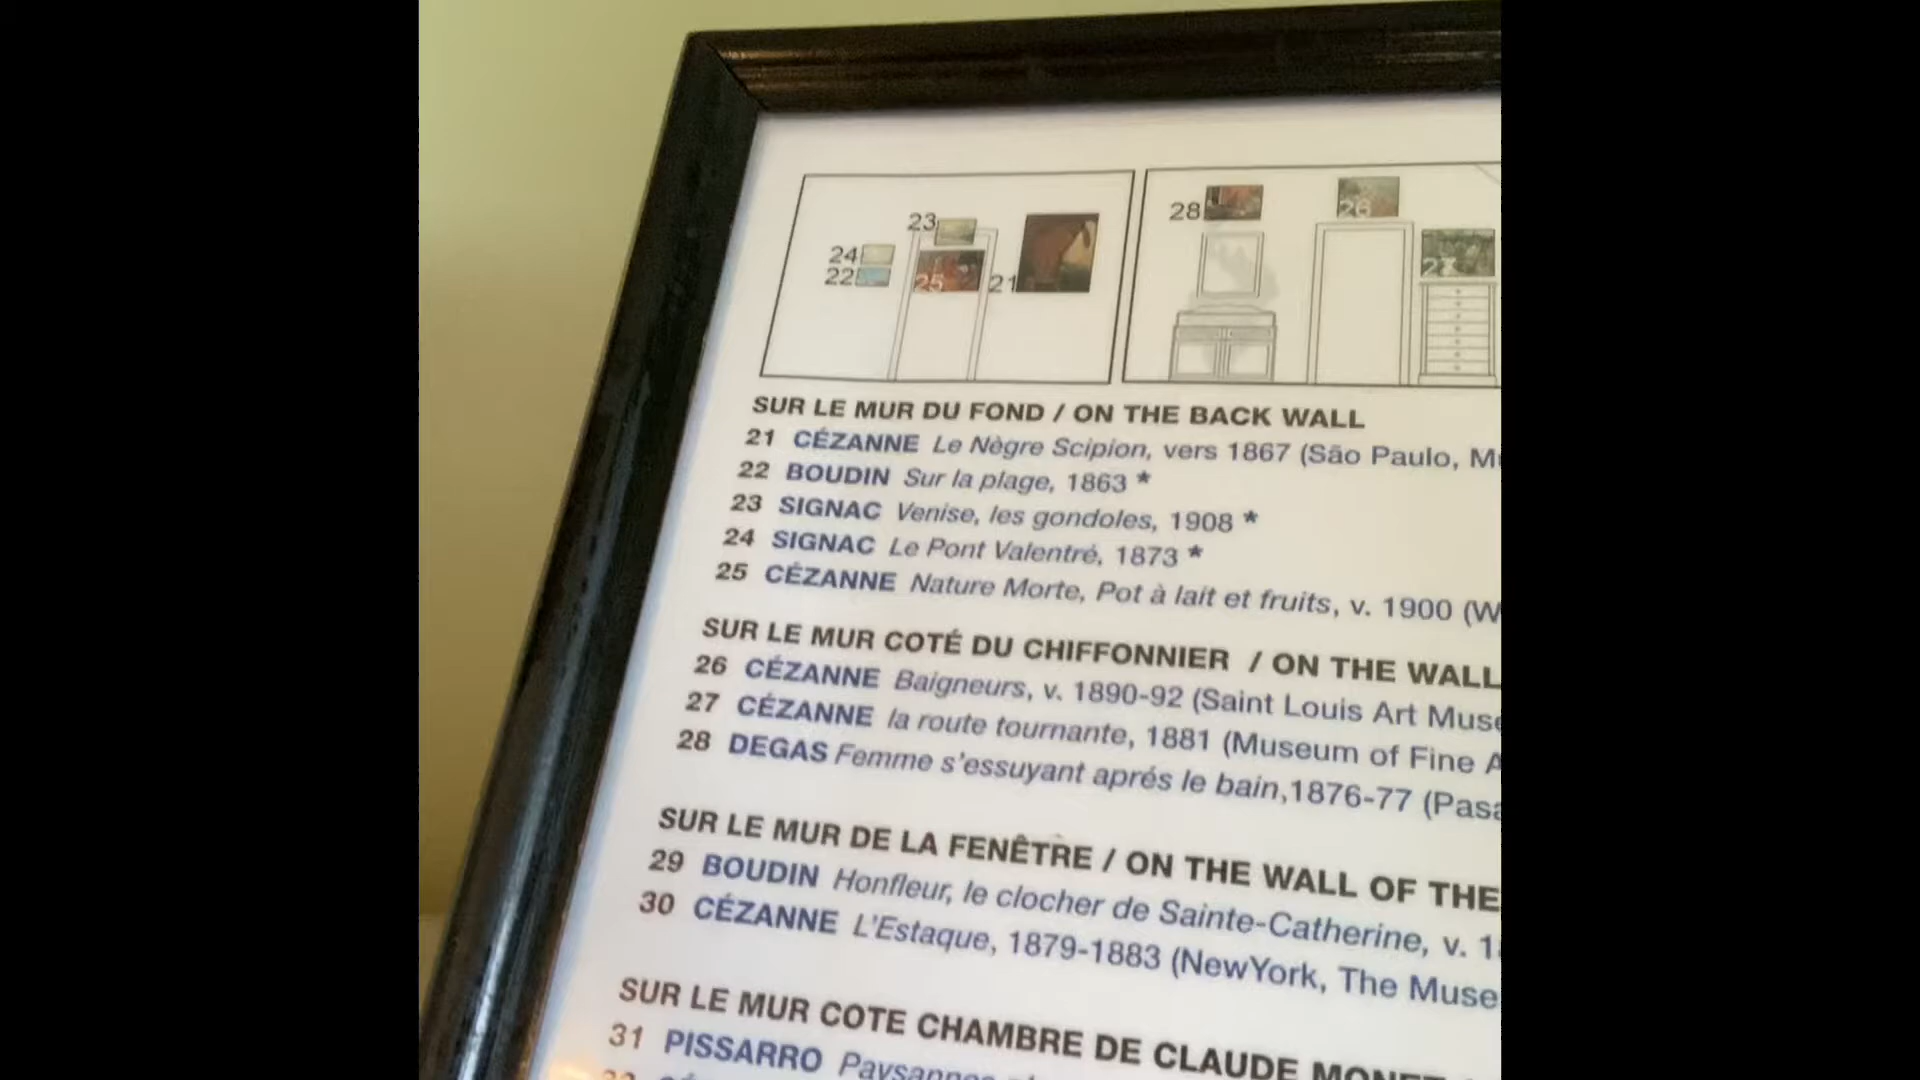 23
28
26
24
22
25
21
27
SUR LE MUR DU FOND / ON THE BACK WALL
21 CÉZANNE Le Nègre Scipion, vers 1867 (São Paulo,
22 BOUDIN Sur la plage, 1863 *
23 SIGNAC Venise, les gondoles, 1908 *
24 SIGNAC Le Pont Valentré, 1873 *
25 CÉZANNE Nature Morte, Pot à lait et fruits, v. 1900 (W
SUR LE MUR COTÉ DU CHIFFONNIER / ON THE WALL
26 CÉZANNE Baigneurs, v. 1890-92 (Saint Louis Art Muse
27 CÉZANNE la route tournante, 1881 (Museum of Fine A
28 DEGAS Femme s'essuyant aprés le bain,1876-77 (Pasa
SUR LE MUR DE LA FENÊTRE / ON THE WALL OF THE
29 BOUDIN Honfleur, le clocher de Sainte-Catherine, v. 1
30 CÉZANNE L'Estaque, 1879-1883 (NewYork, The Muse
SUR LE MUR COTE CHAMBRE DE CLAUDE MONET
31 PISSARRO